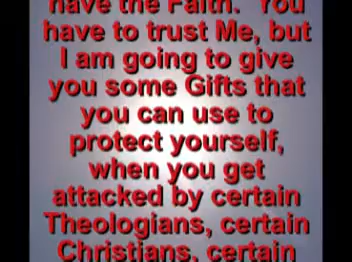 have the Faith. You
have to trust Me, but
I am going to give
you some Gifts that
you can use to
protect yourself,
when you get
attacked by certain
Theologians, certain
Christians, certain